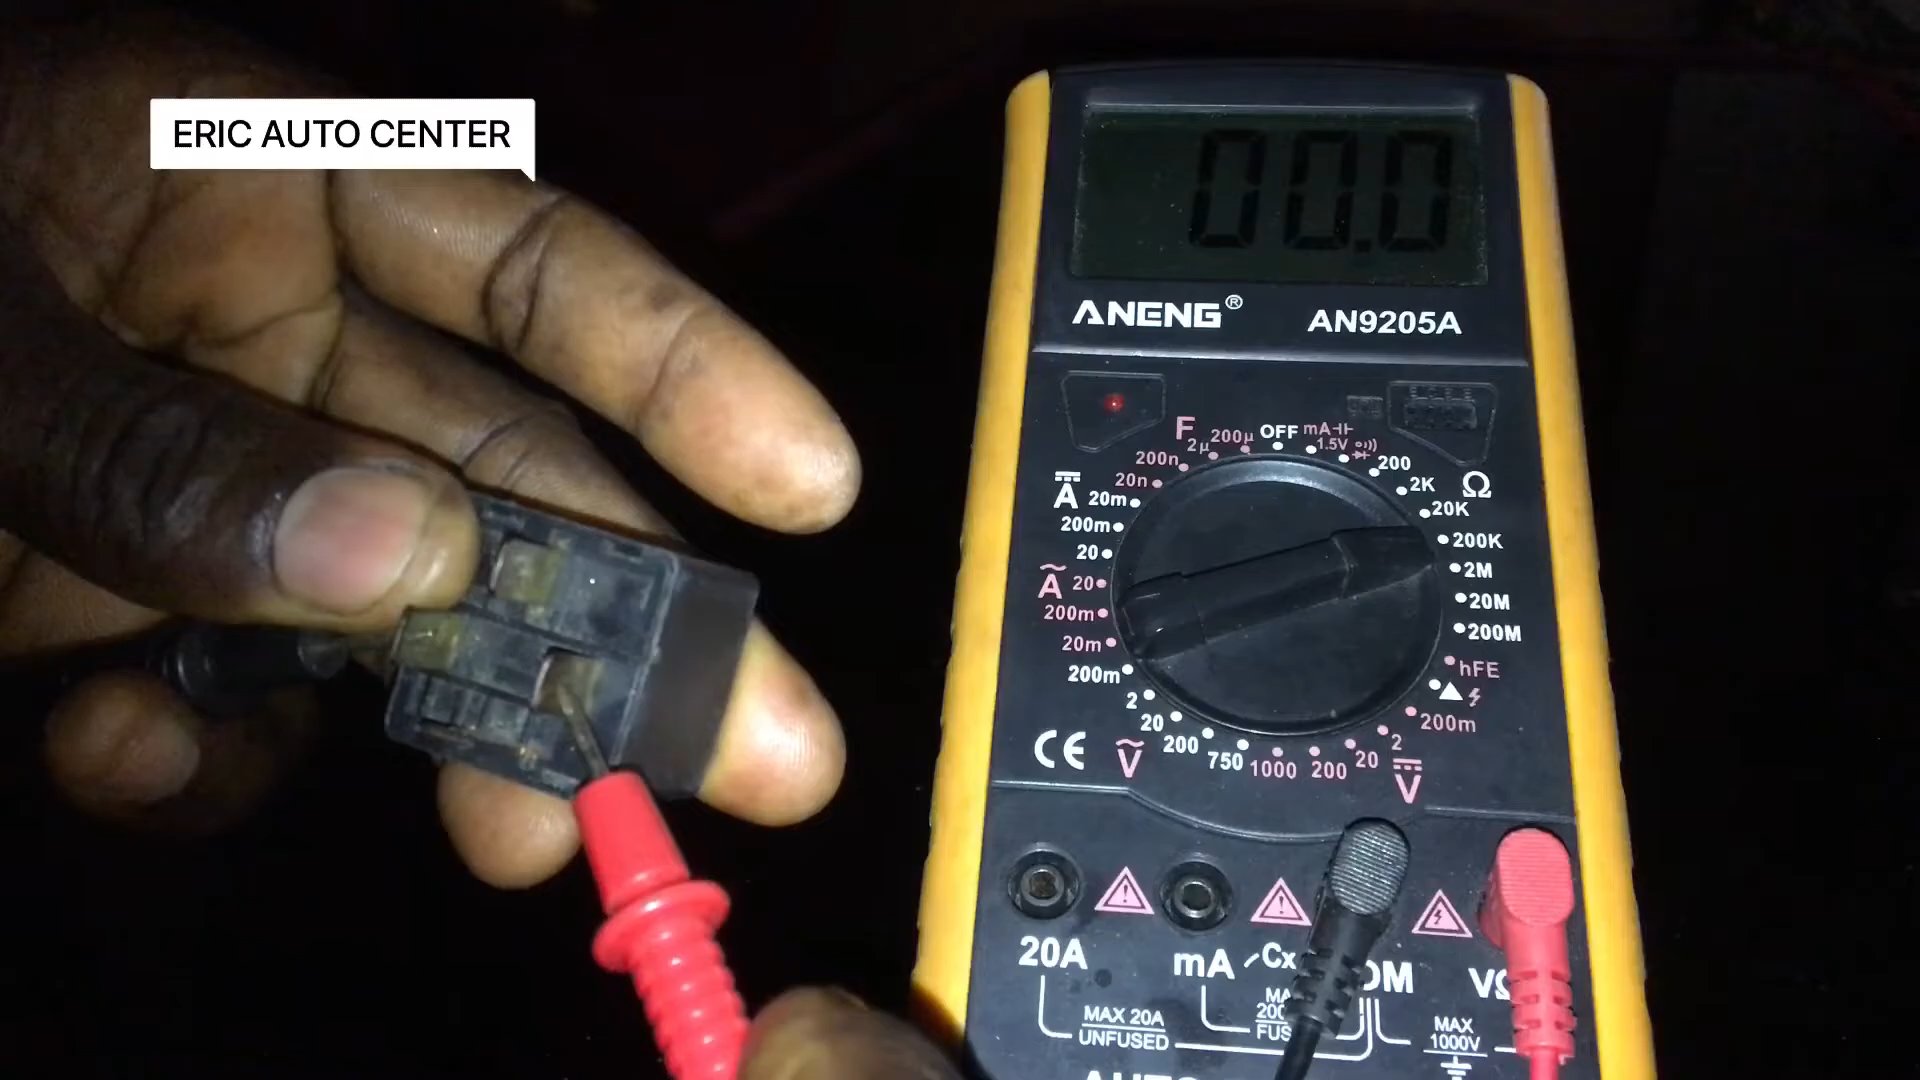 ERIC AUTO CENTER
00.0
ANENG® AN9205A
F 2µ 200µ OFF mA 1.5V
200n 200 Ω
20n 2K
A 20m 20K
200m 200K
20 2M
A 20 20M
200m 200M
20m hFE
200m
2 200m
20 2
200 20
750 1000 200
CE V V
20A mA Cx VΩ
MAX 20A
UNFUSED
MAX
1000V